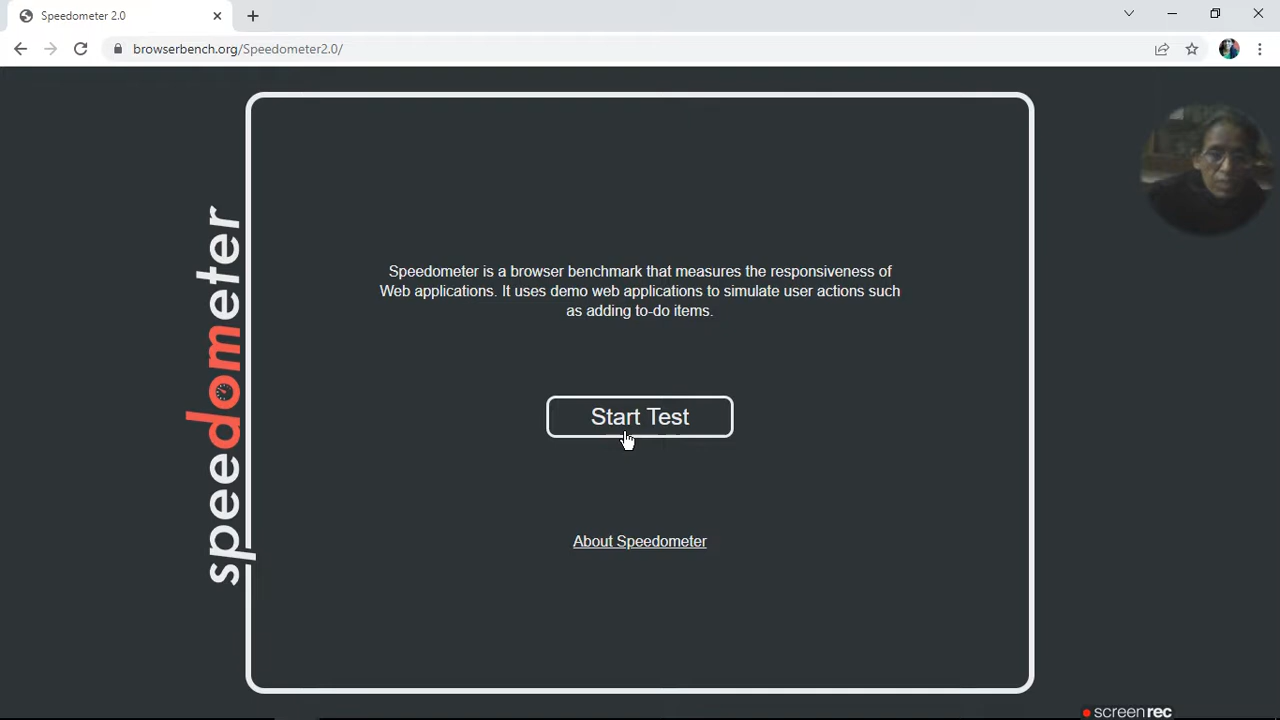 Speedometer 2.0
browserbench.org/Speedometer2.0/
speedometer
Speedometer is a browser benchmark that measures the responsiveness of
Web applications. It uses demo web applications to simulate user actions such
as adding to-do items.
Start Test
About Speedometer
screenrec